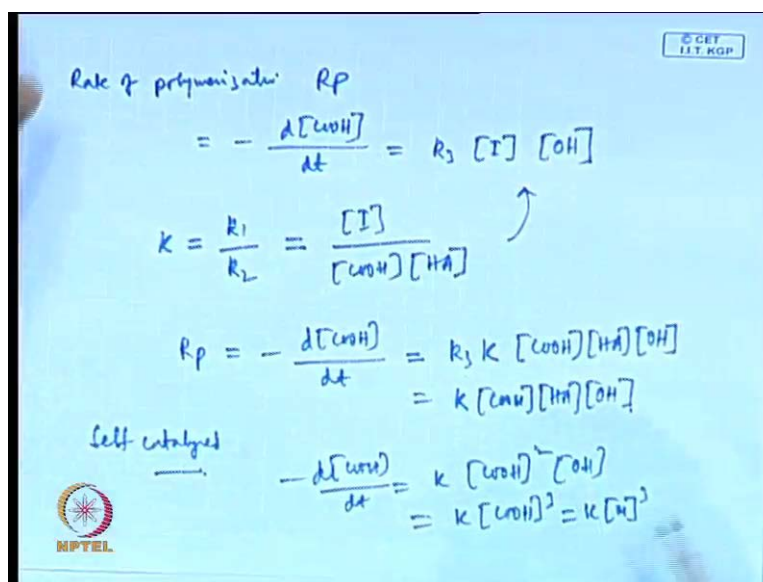 © CET
I.I.T. KGP
Rate of polymerisation Rp
= - d[COOH]/dt = k3 [I] [OH]
K = k1/k2 = [I]/[COOH][HA]
Rp = - d[COOH]/dt = k3 K [COOH][HA][OH]
= K [COOH][HA][OH]
Self catalyzed
- d[COOH]/dt = K [COOH]² [OH]
= K [COOH]³ = K[M]³
NPTEL